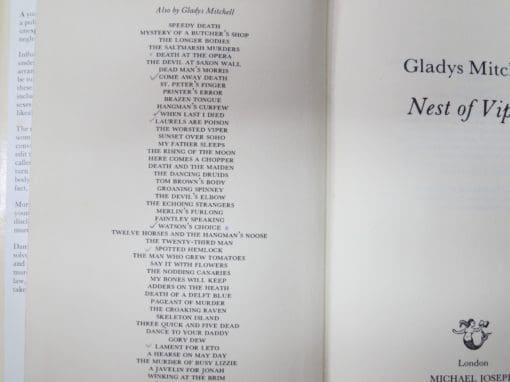 Also by Gladys Mitchell
SPEEDY DEATH
MYSTERY OF A BUTCHER'S SHOP
THE LONGER BODIES
THE SALTMARSH MURDERS
DEATH AT THE OPERA
THE DEVIL AT SAXON WALL
DEAD MAN'S MORRIS
COME AWAY DEATH
ST. PETER'S FINGER
PRINTER'S ERROR
BRAZEN TONGUE
HANGMAN'S CURFEW
WHEN LAST I DIED
LAURELS ARE POISON
THE WORSTED VIPER
SUNSET OVER SOHO
MY FATHER SLEEPS
THE RISING OF THE MOON
HERE COMES A CHOPPER
DEATH AND THE MAIDEN
THE DANCING DRUIDS
TOM BROWN'S BODY
GROANING SPINNEY
THE DEVIL'S ELBOW
THE ECHOING STRANGERS
MERLIN'S FURLONG
FAINTLEY SPEAKING
WATSON'S CHOICE
TWELVE HORSES AND THE HANGMAN'S NOOSE
THE TWENTY-THIRD MAN
SPOTTED HEMLOCK
THE MAN WHO GREW TOMATOES
SAY IT WITH FLOWERS
THE NODDING CANARIES
MY BONES WILL KEEP
ADDERS ON THE HEATH
DEATH OF A DELFT BLUE
PAGEANT OF MURDER
THE CROAKING RAVEN
SKELETON ISLAND
THREE QUICK AND FIVE DEAD
DANCE TO YOUR DADDY
GORY DEW
LAMENT FOR LETO
A HEARSE ON MAY DAY
THE MURDER OF BUSY LIZZIE
A JAVELIN FOR JONAH
WINKING AT THE BRIM
Gladys Mitch
Nest of Vip
London
MICHAEL JOSEP